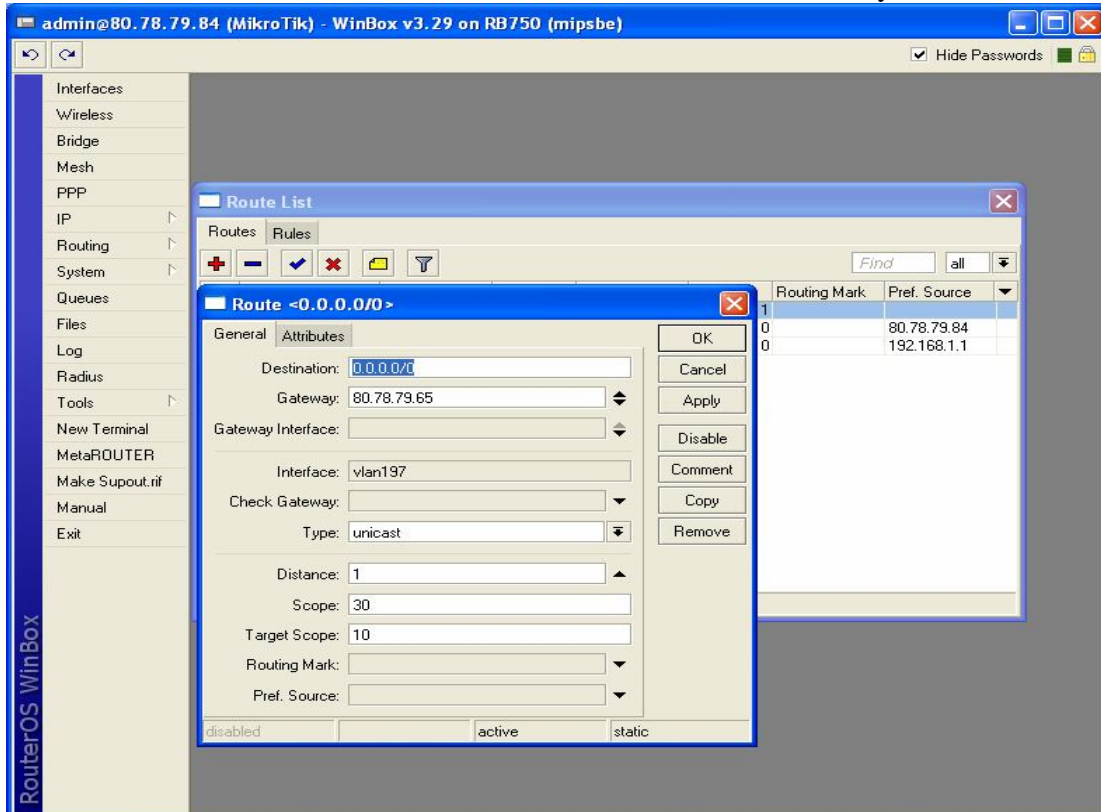 admin@80.78.79.84 (MikroTik) - WinBox v3.29 on RB750 (mipsbe)
Hide Passwords
Interfaces
Wireless
Bridge
Mesh
PPP
IP
Routing
System
Queues
Files
Log
Radius
Tools
New Terminal
MetaROUTER
Make Supout.rif
Manual
Exit
RouterOS WinBox
Route List
Routes Rules
Find all
Routing Mark Pref. Source
1
0 80.78.79.84
0 192.168.1.1
Route <0.0.0.0/0>
General Attributes
Destination: 0.0.0.0/0
Gateway: 80.78.79.65
Gateway Interface:
Interface: vlan197
Check Gateway:
Type: unicast
Distance: 1
Scope: 30
Target Scope: 10
Routing Mark:
Pref. Source:
OK
Cancel
Apply
Disable
Comment
Copy
Remove
disabled active static